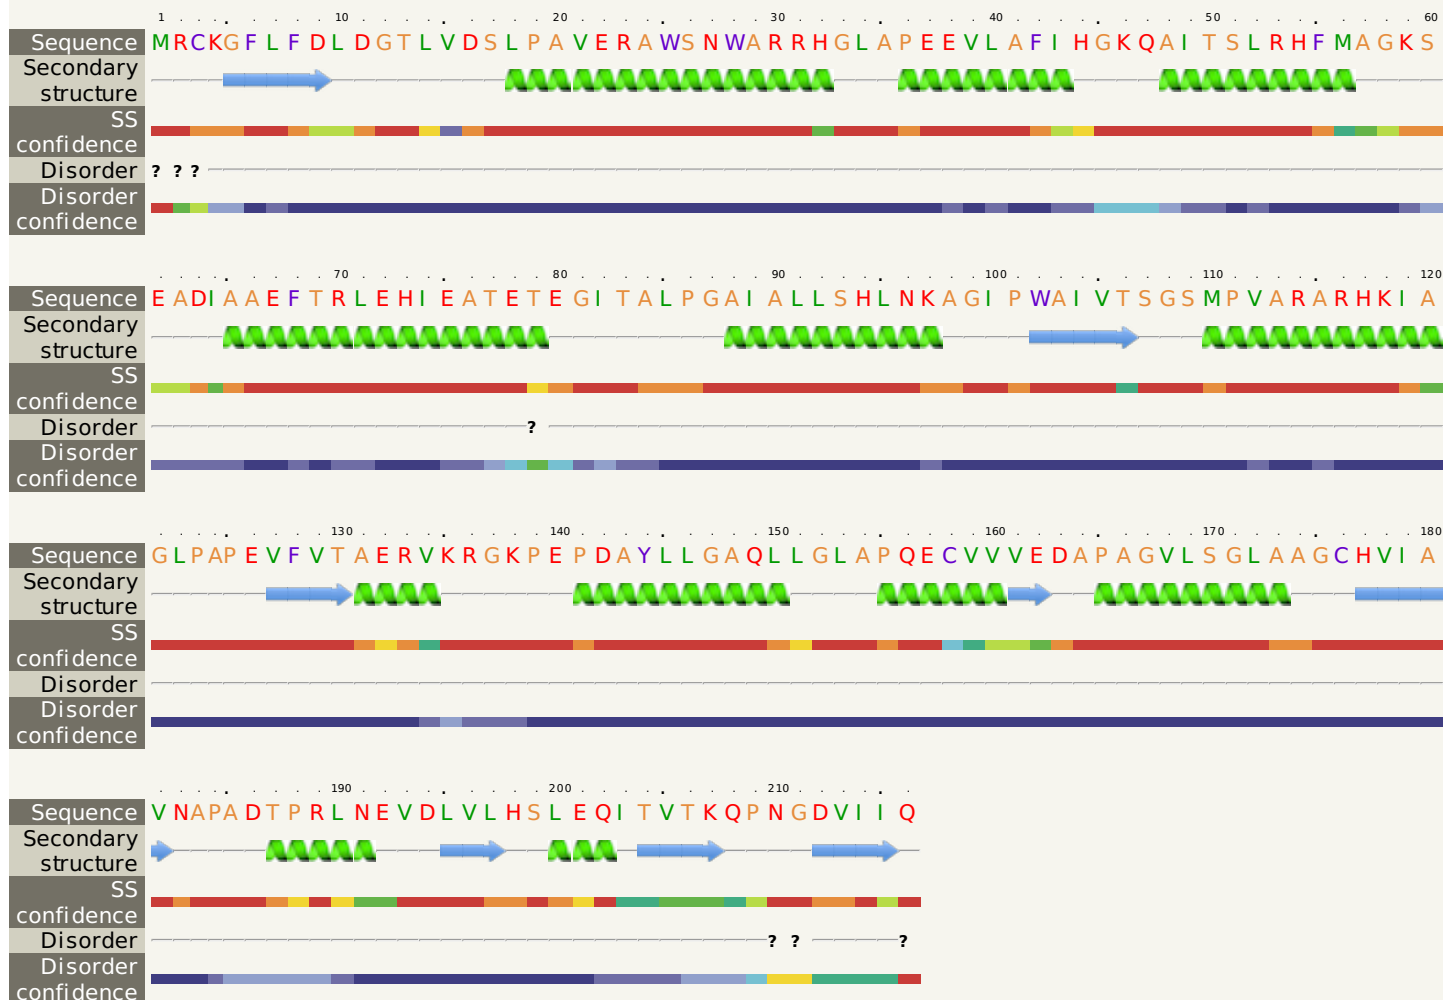 1 10 20 30 40 50 60
Sequence MRCKGFLFDLDGTLVDSLPAVERAWSNWARRHGLAPEEVLAFIHGKQAITSLRHFMAGKS
Secondary
structure
SS
confidence
Disorder ? ? ?
Disorder
confidence
70 80 90 100 110 120
Sequence EADIAAEFTRLEHIEATETEGITALPGAIALLSHLNKAGIPWAIVTSGSMPVARARHKIA
Secondary
structure
SS
confidence
Disorder ?
Disorder
confidence
130 140 150 160 170 180
Sequence GLPAPEVFVTAERVKRGKPEPDAYLLGAQLLGLAPQECVVVEDAPAGVLSGLAAGCHVIA
Secondary
structure
SS
confidence
Disorder
Disorder
confidence
190 200 210
Sequence VNAPADTPRLNEVDLVLHSLEQITVTKQPNGDVIIQ
Secondary
structure
SS
confidence
Disorder ? ? ?
Disorder
confidence